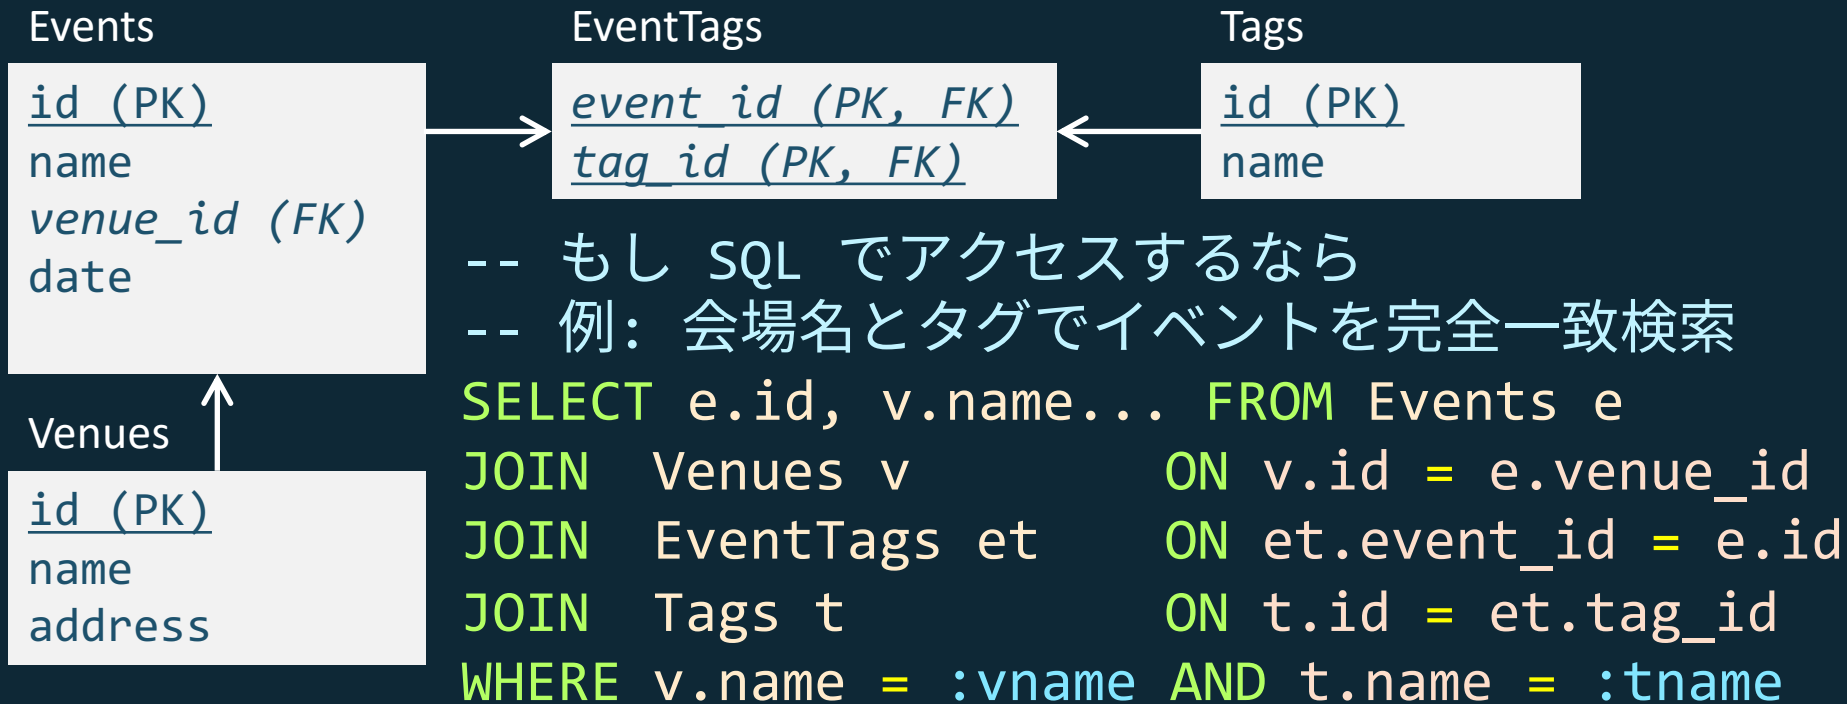 Events
id (PK)
name
venue_id (FK)
date
EventTags
event_id (PK, FK)
tag_id (PK, FK)
Tags
id (PK)
name
Venues
id (PK)
name
address
-- もし SQL でアクセスするなら
-- 例: 会場名とタグでイベントを完全一致検索
SELECT e.id, v.name... FROM Events e
JOIN Venues v ON v.id = e.venue_id
JOIN EventTags et ON et.event_id = e.id
JOIN Tags t ON t.id = et.tag_id
WHERE v.name = :vname AND t.name = :tname